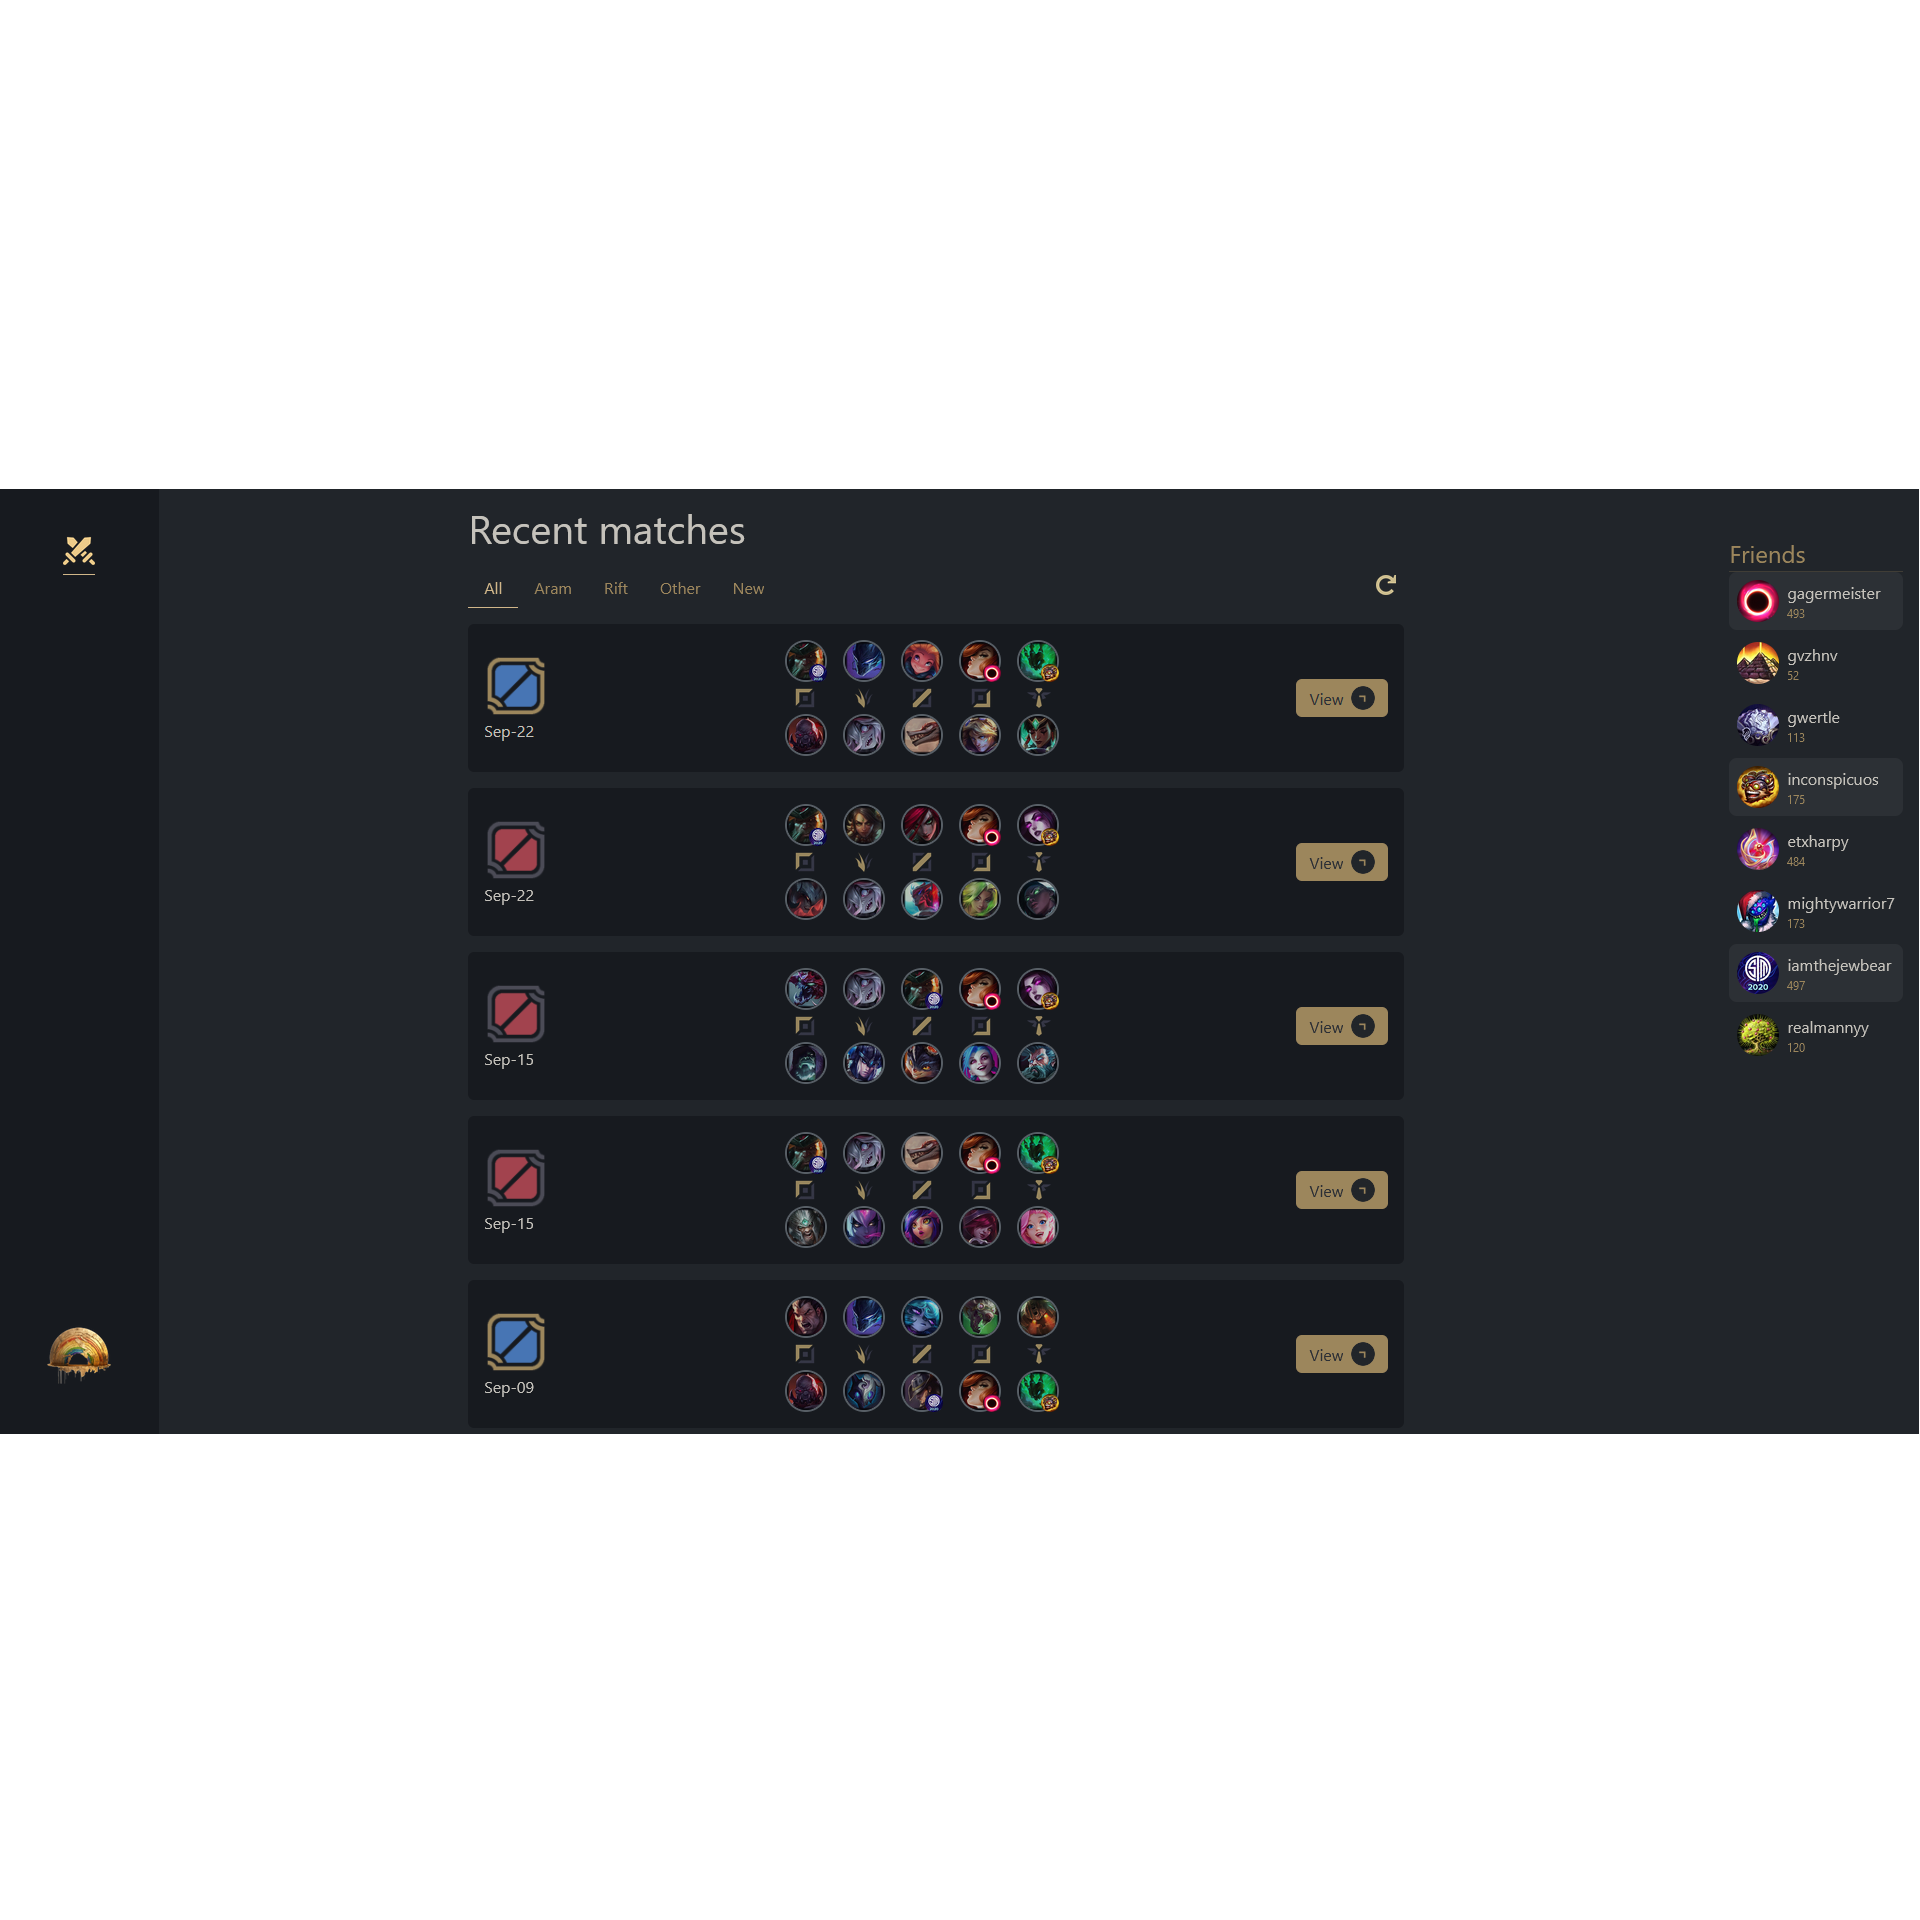 Recent matches
All Aram Rift Other New
Sep-22
View
Sep-22
View
Sep-15
View
Sep-15
View
Sep-09
View
Friends
gagermeister
493
gvzhnv
52
gwertle
113
inconspicuos
175
etxharpy
484
mightywarrior7
173
2020
iamthejewbear
497
realmannyy
120